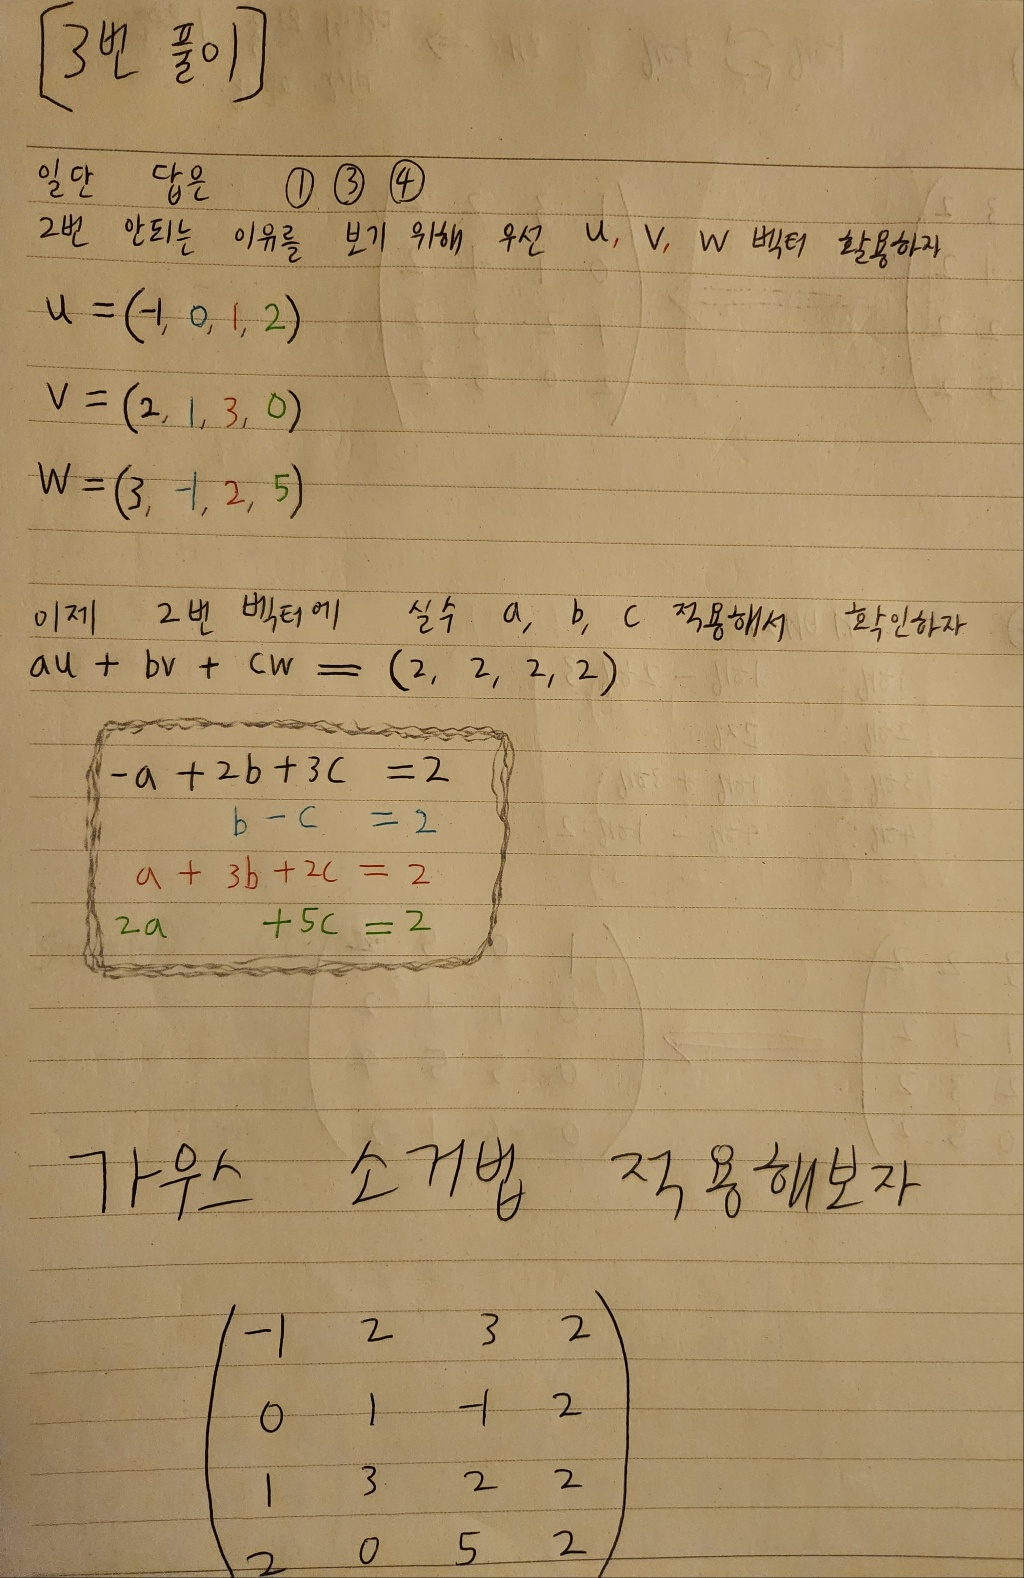 [3번 풀이]
일단 답은 ① ③ ④
2번 안되는 이유를 보기 위해 우선 u, v, w 벡터 활용하자
u = (-1, 0, 1, 2)
v = (2, 1, 3, 0)
w = (3, -1, 2, 5)
이제 2번 벡터에 실수 a, b, c 적용해서 확인하자
au + bv + cw = (2, 2, 2, 2)
-a + 2b + 3c = 2
b - c = 2
a + 3b + 2c = 2
2a + 5c = 2
가우스 소거법 적용해보자
-1 2 3 2
0 1 -1 2
1 3 2 2
2 0 5 2